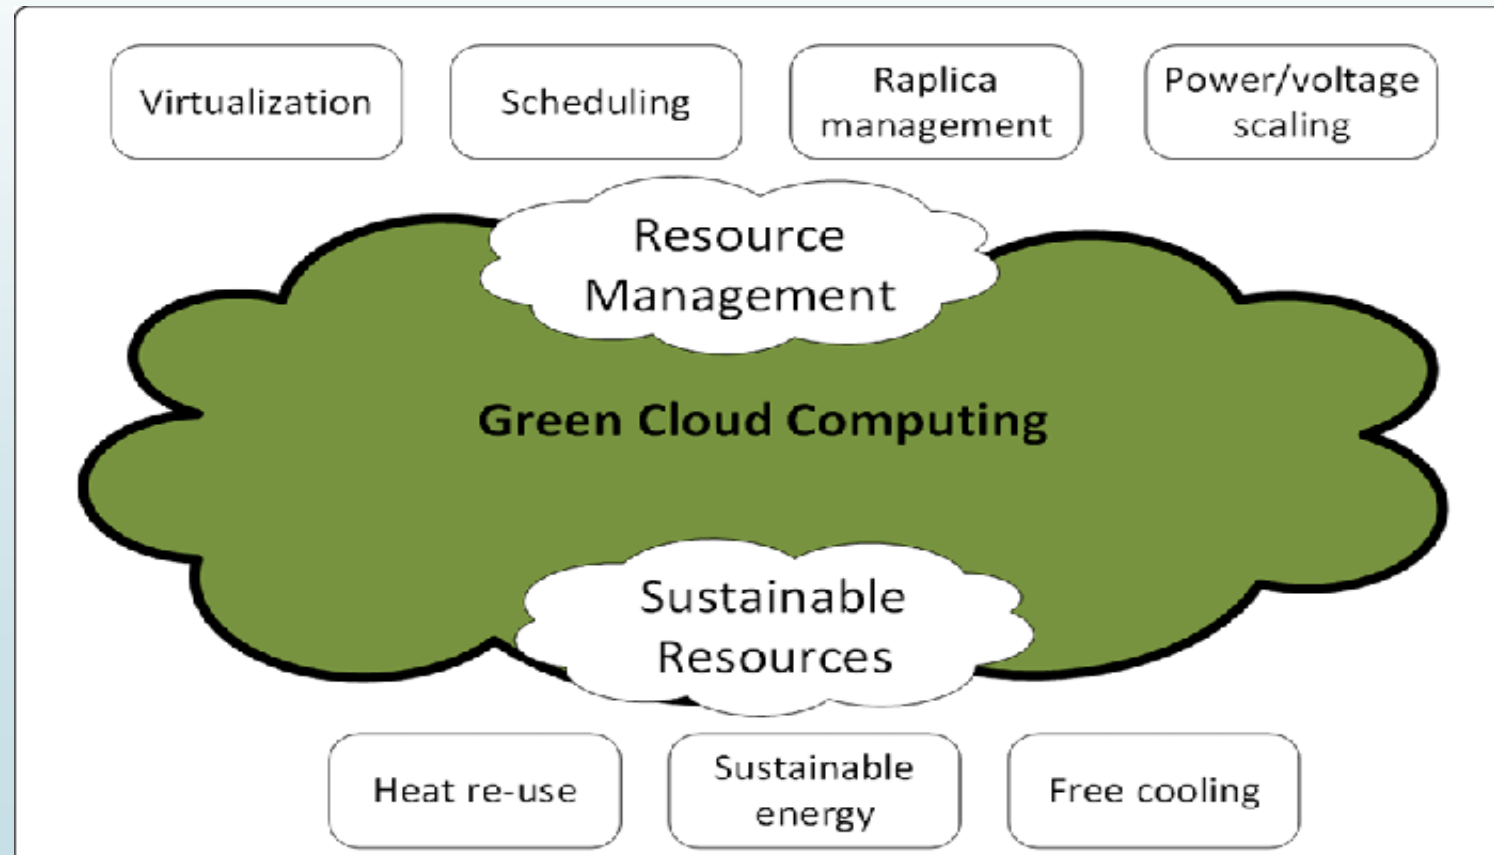 Virtualization
Scheduling
Raplica
management
Power/voltage
scaling
Resource
Management
Green Cloud Computing
Sustainable
Resources
Heat re-use
Sustainable
energy
Free cooling